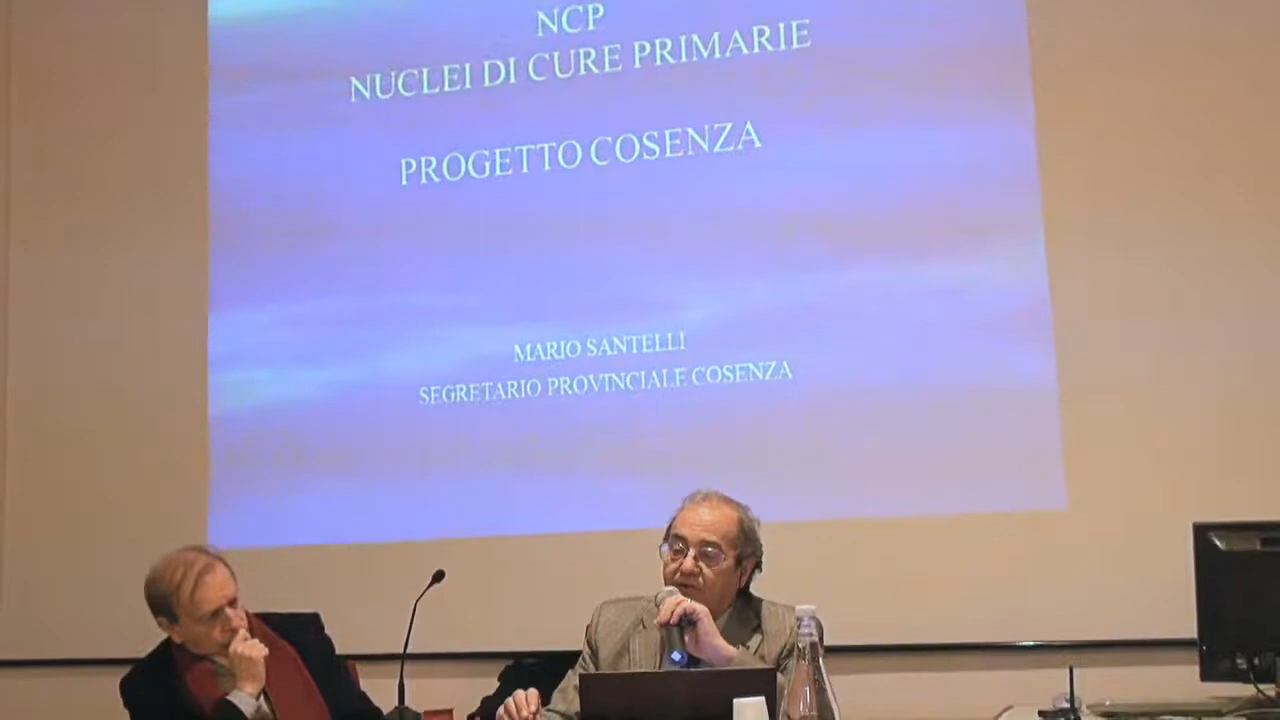 NCP
NUCLEI DI CURE PRIMARIE
PROGETTO COSENZA
MARIO SANTELLI
SEGRETARIO PROVINCIALE COSENZA